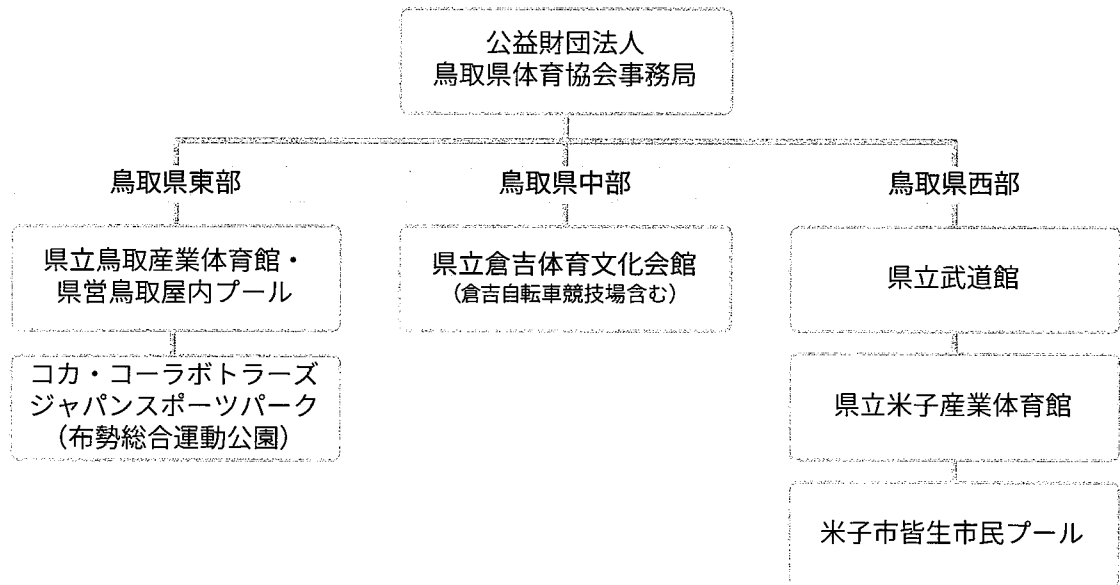 公益財団法人
鳥取県体育協会事務局
鳥取県東部
鳥取県中部
鳥取県西部
県立鳥取産業体育館・
県営鳥取屋内プール
県立倉吉体育文化会館
(倉吉自転車競技場含む)
県立武道館
コカ・コーラボトラーズ
ジャパンスポーツパーク
(布勢総合運動公園)
県立米子産業体育館
米子市皆生市民プール